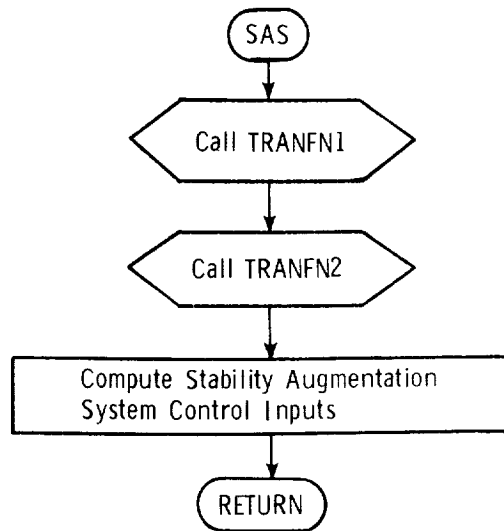 SAS
Call TRANFN1
Call TRANFN2
Compute Stability Augmentation
System Control Inputs
RETURN